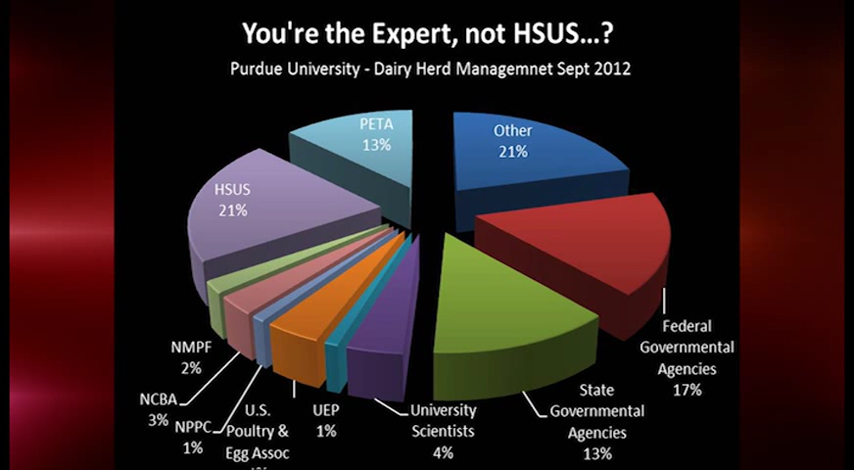 You're the Expert, not HSUS...?
Purdue University - Dairy Herd Managemnet Sept 2012
PETA
13%
Other
21%
HSUS
21%
Federal
Governmental
Agencies
17%
NMPF
2%
NCBA
3%
NPPC
1%
U.S.
Poultry &
Egg Assoc
UEP
1%
University
Scientists
4%
State
Governmental
Agencies
13%